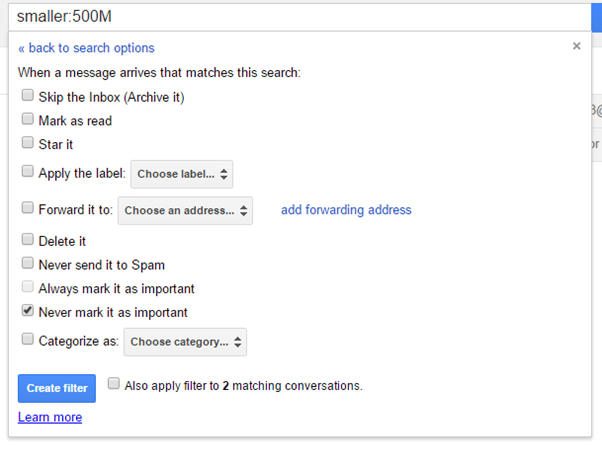 smaller:500M
« back to search options
×
When a message arrives that matches this search:
Skip the Inbox (Archive it)
Mark as read
Star it
Apply the label: Choose label...
Forward it to: Choose an address... add forwarding address
Delete it
Never send it to Spam
Always mark it as important
Never mark it as important
Categorize as: Choose category...
Create filter Also apply filter to 2 matching conversations.
Learn more